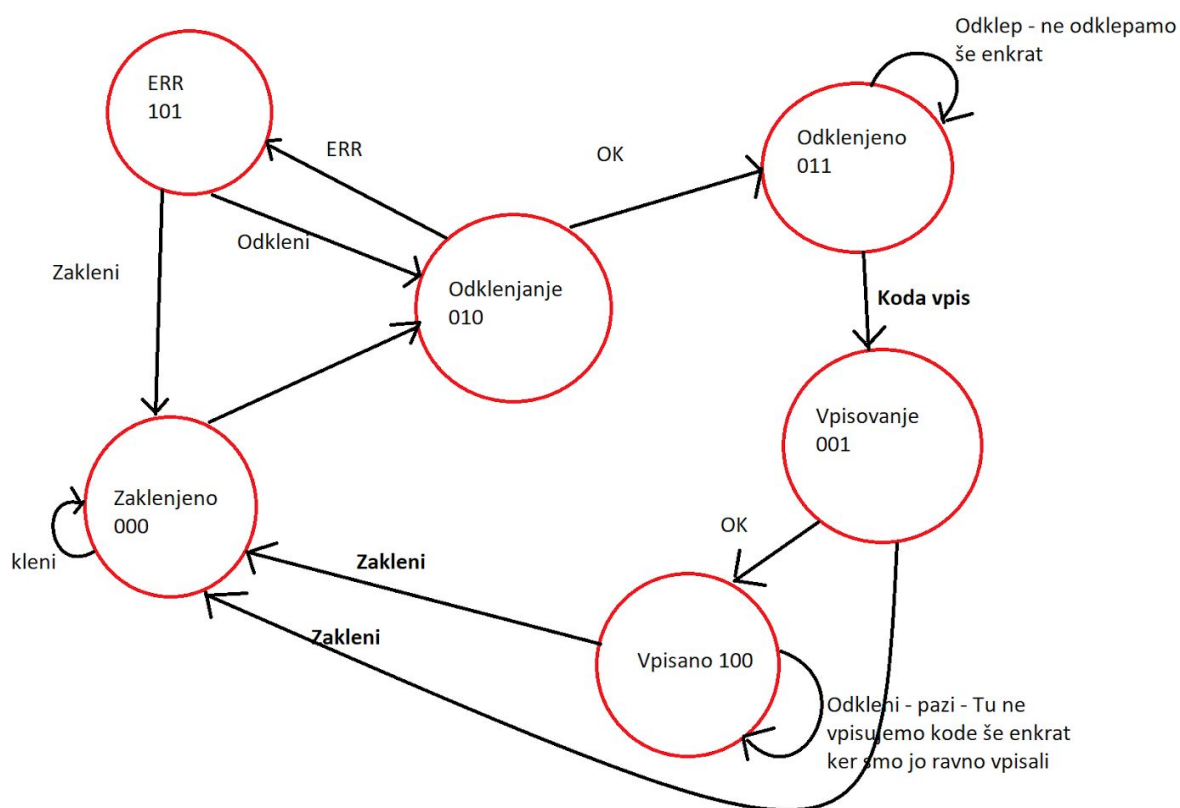 Odklep - ne odklepamo
še enkrat
ERR
101
ERR
OK
Odklenjeno
011
Odkleni
Zakleni
Odklenjanje
010
Koda vpis
Vpisovanje
001
Zaklenjeno
000
OK
kleni
Zakleni
Zakleni
Vpisano 100
Odkleni - pazi - Tu ne
vpisujemo kode še enkrat
ker smo jo ravno vpisali